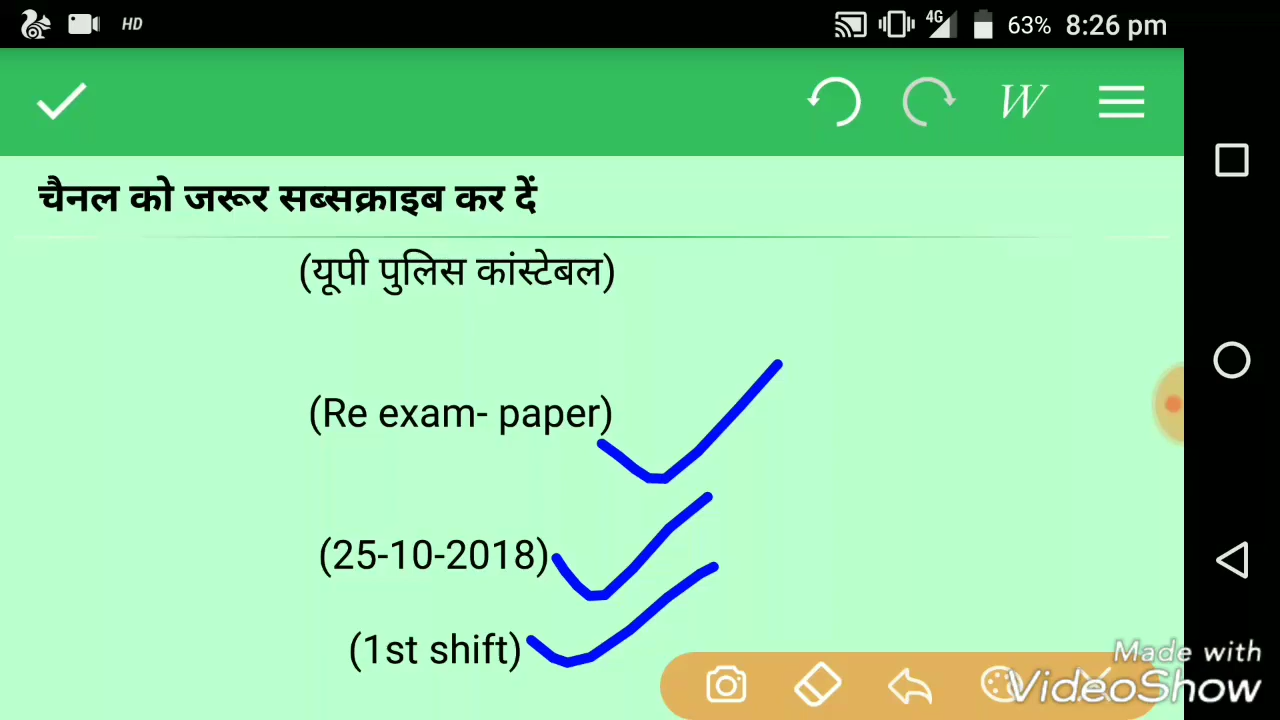 HD 4G 63% 8:26 pm
W
चैनल को जरूर सब्सक्राइब कर दें
(यूपी पुलिस कांस्टेबल)
(Re exam- paper)
(25-10-2018)
(1st shift)
Made with
VideoShow